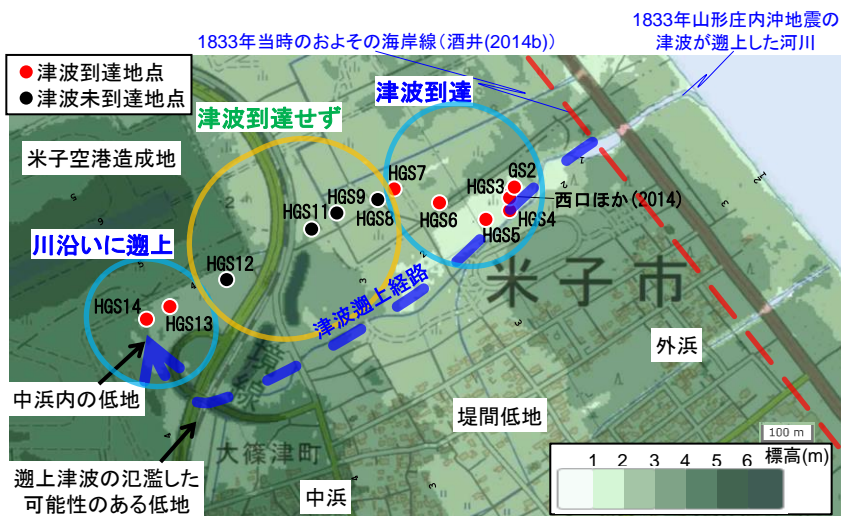 1833年当時のおよその海岸線（酒井(2014b)）
1833年山形庄内沖地震の
津波が遡上した河川
津波到達地点
津波未到達地点
津波到達せず
津波到達
米子空港造成地
川沿いに遡上
HGS7
HGS9
HGS8
HGS11
HGS6
HGS3
GS2
西口ほか(2014)
HGS4
HGS5
HGS12
HGS14
HGS13
津波遡上経路
米子市
外浜
中浜内の低地
堤間低地
大篠津町
遡上津波の氾濫した
可能性のある低地
中浜
100 m
1 2 3 4 5 6 標高(m)